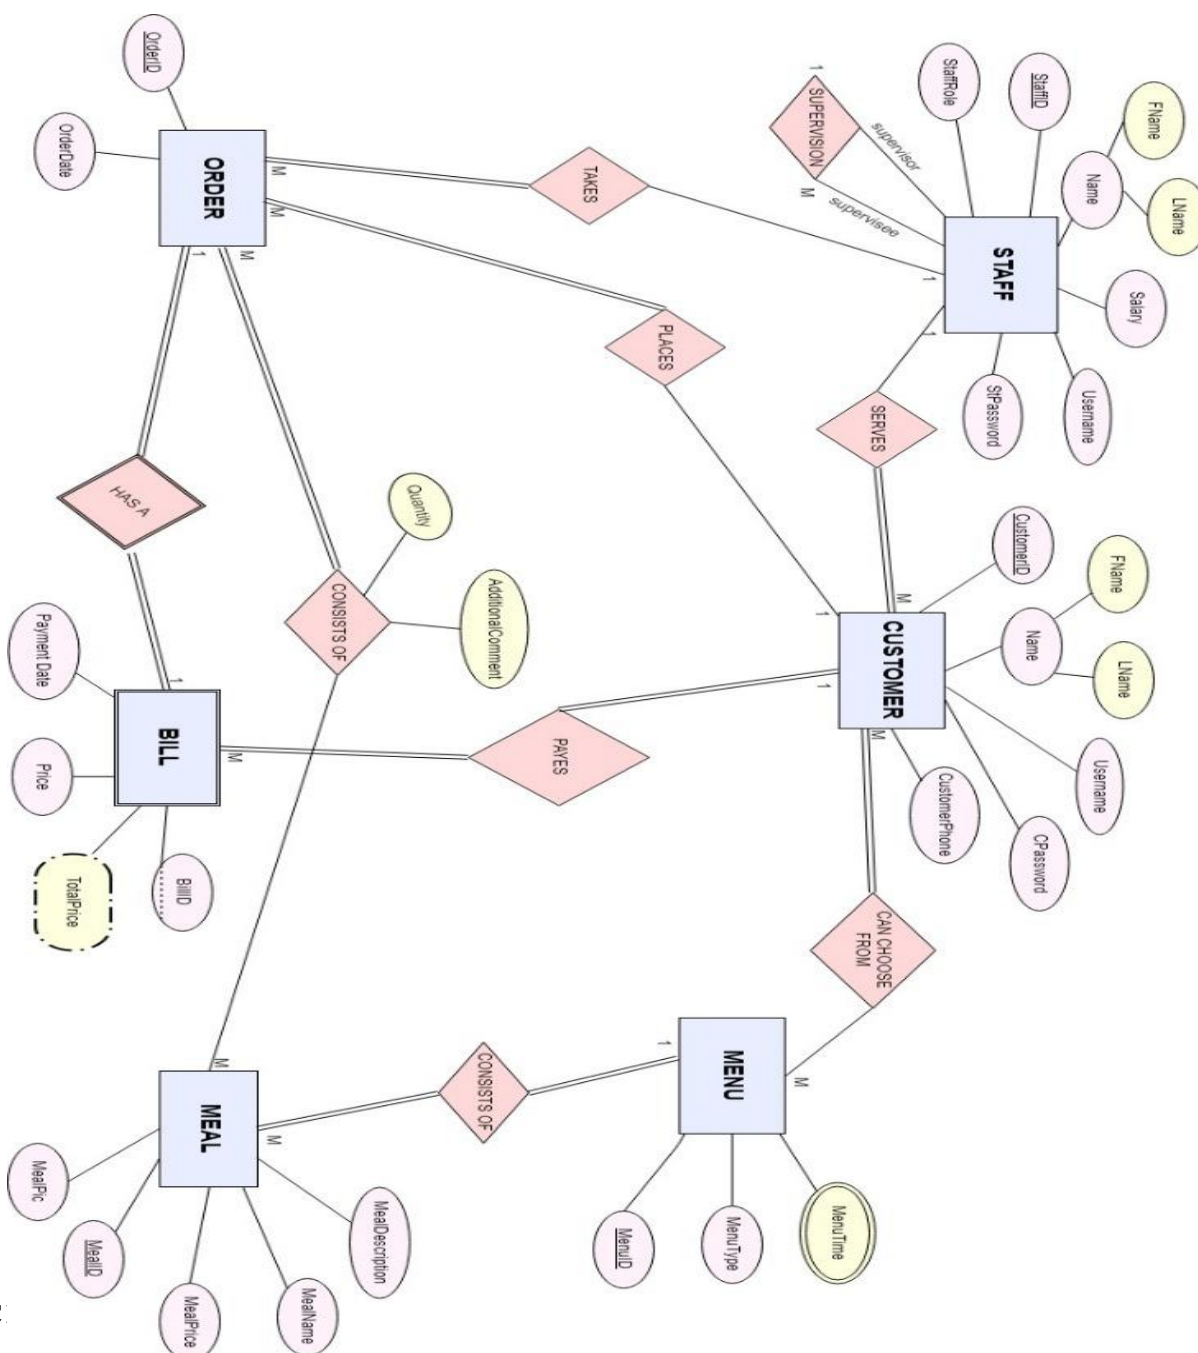 FName
LName
Name
StaffID
StaffRole
Salary
Username
StPassword
STAFF
supervisor
supervisee
1
SUPERVISION
M
1
1
TAKES
M
SERVES
M
FName
LName
Name
CustomerID
Username
CPassword
CustomerPhone
CUSTOMER
1
1
M
PLACES
M
PAYES
M
CAN CHOOSE
FROM
M
MenuTime
MenuType
MenuID
MENU
1
CONSISTS OF
M
OrderID
OrderDate
ORDER
1
M
HAS A
1
Quantity
AdditionalComment
CONSISTS OF
M
BILL
Payment Date
Price
TotalPrice
BillID
MEAL
MealDescription
MealName
MealPrice
MealID
MealPic